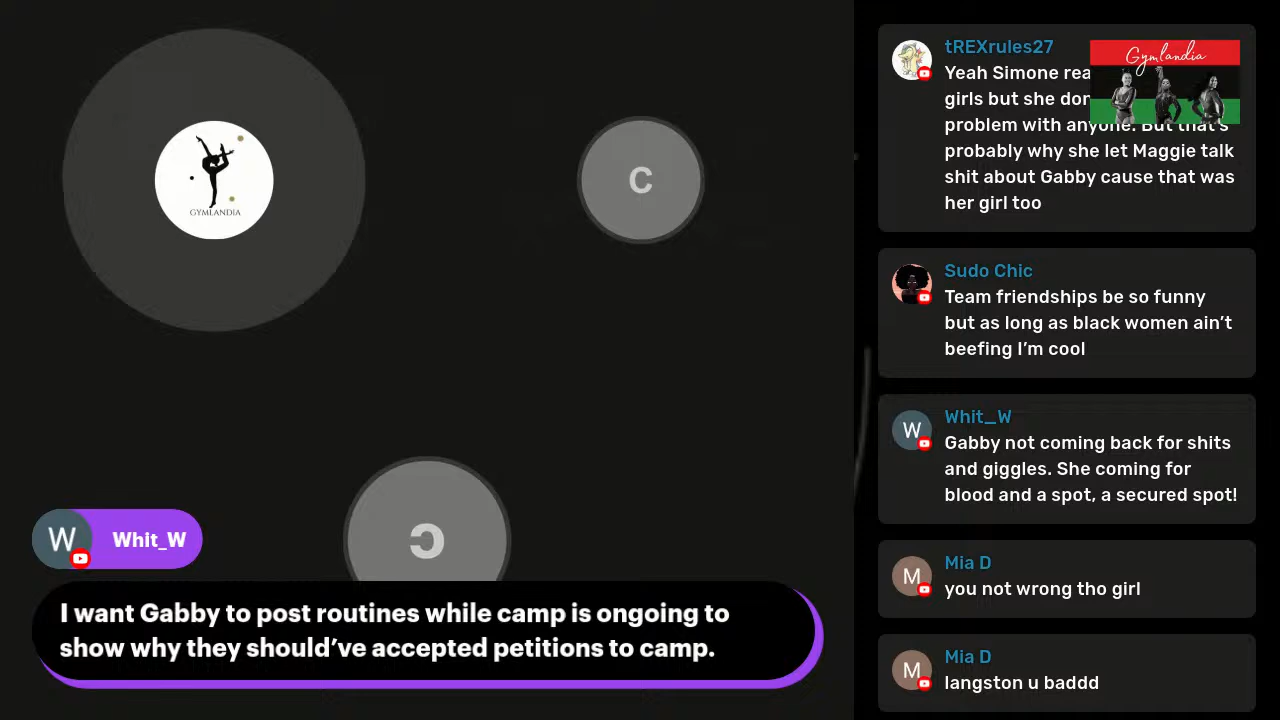 GYMLANDIA
C
C
W
Whit_W
I want Gabby to post routines while camp is ongoing to
show why they should've accepted petitions to camp.
tREXrules27
Yeah Simone rea
girls but she don
problem with anyone. But that's
probably why she let Maggie talk
shit about Gabby cause that was
her girl too
Gymlandia
Sudo Chic
Team friendships be so funny
but as long as black women ain't
beefing I'm cool
W
Whit_W
Gabby not coming back for shits
and giggles. She coming for
blood and a spot, a secured spot!
M
Mia D
you not wrong tho girl
M
Mia D
langston u baddd